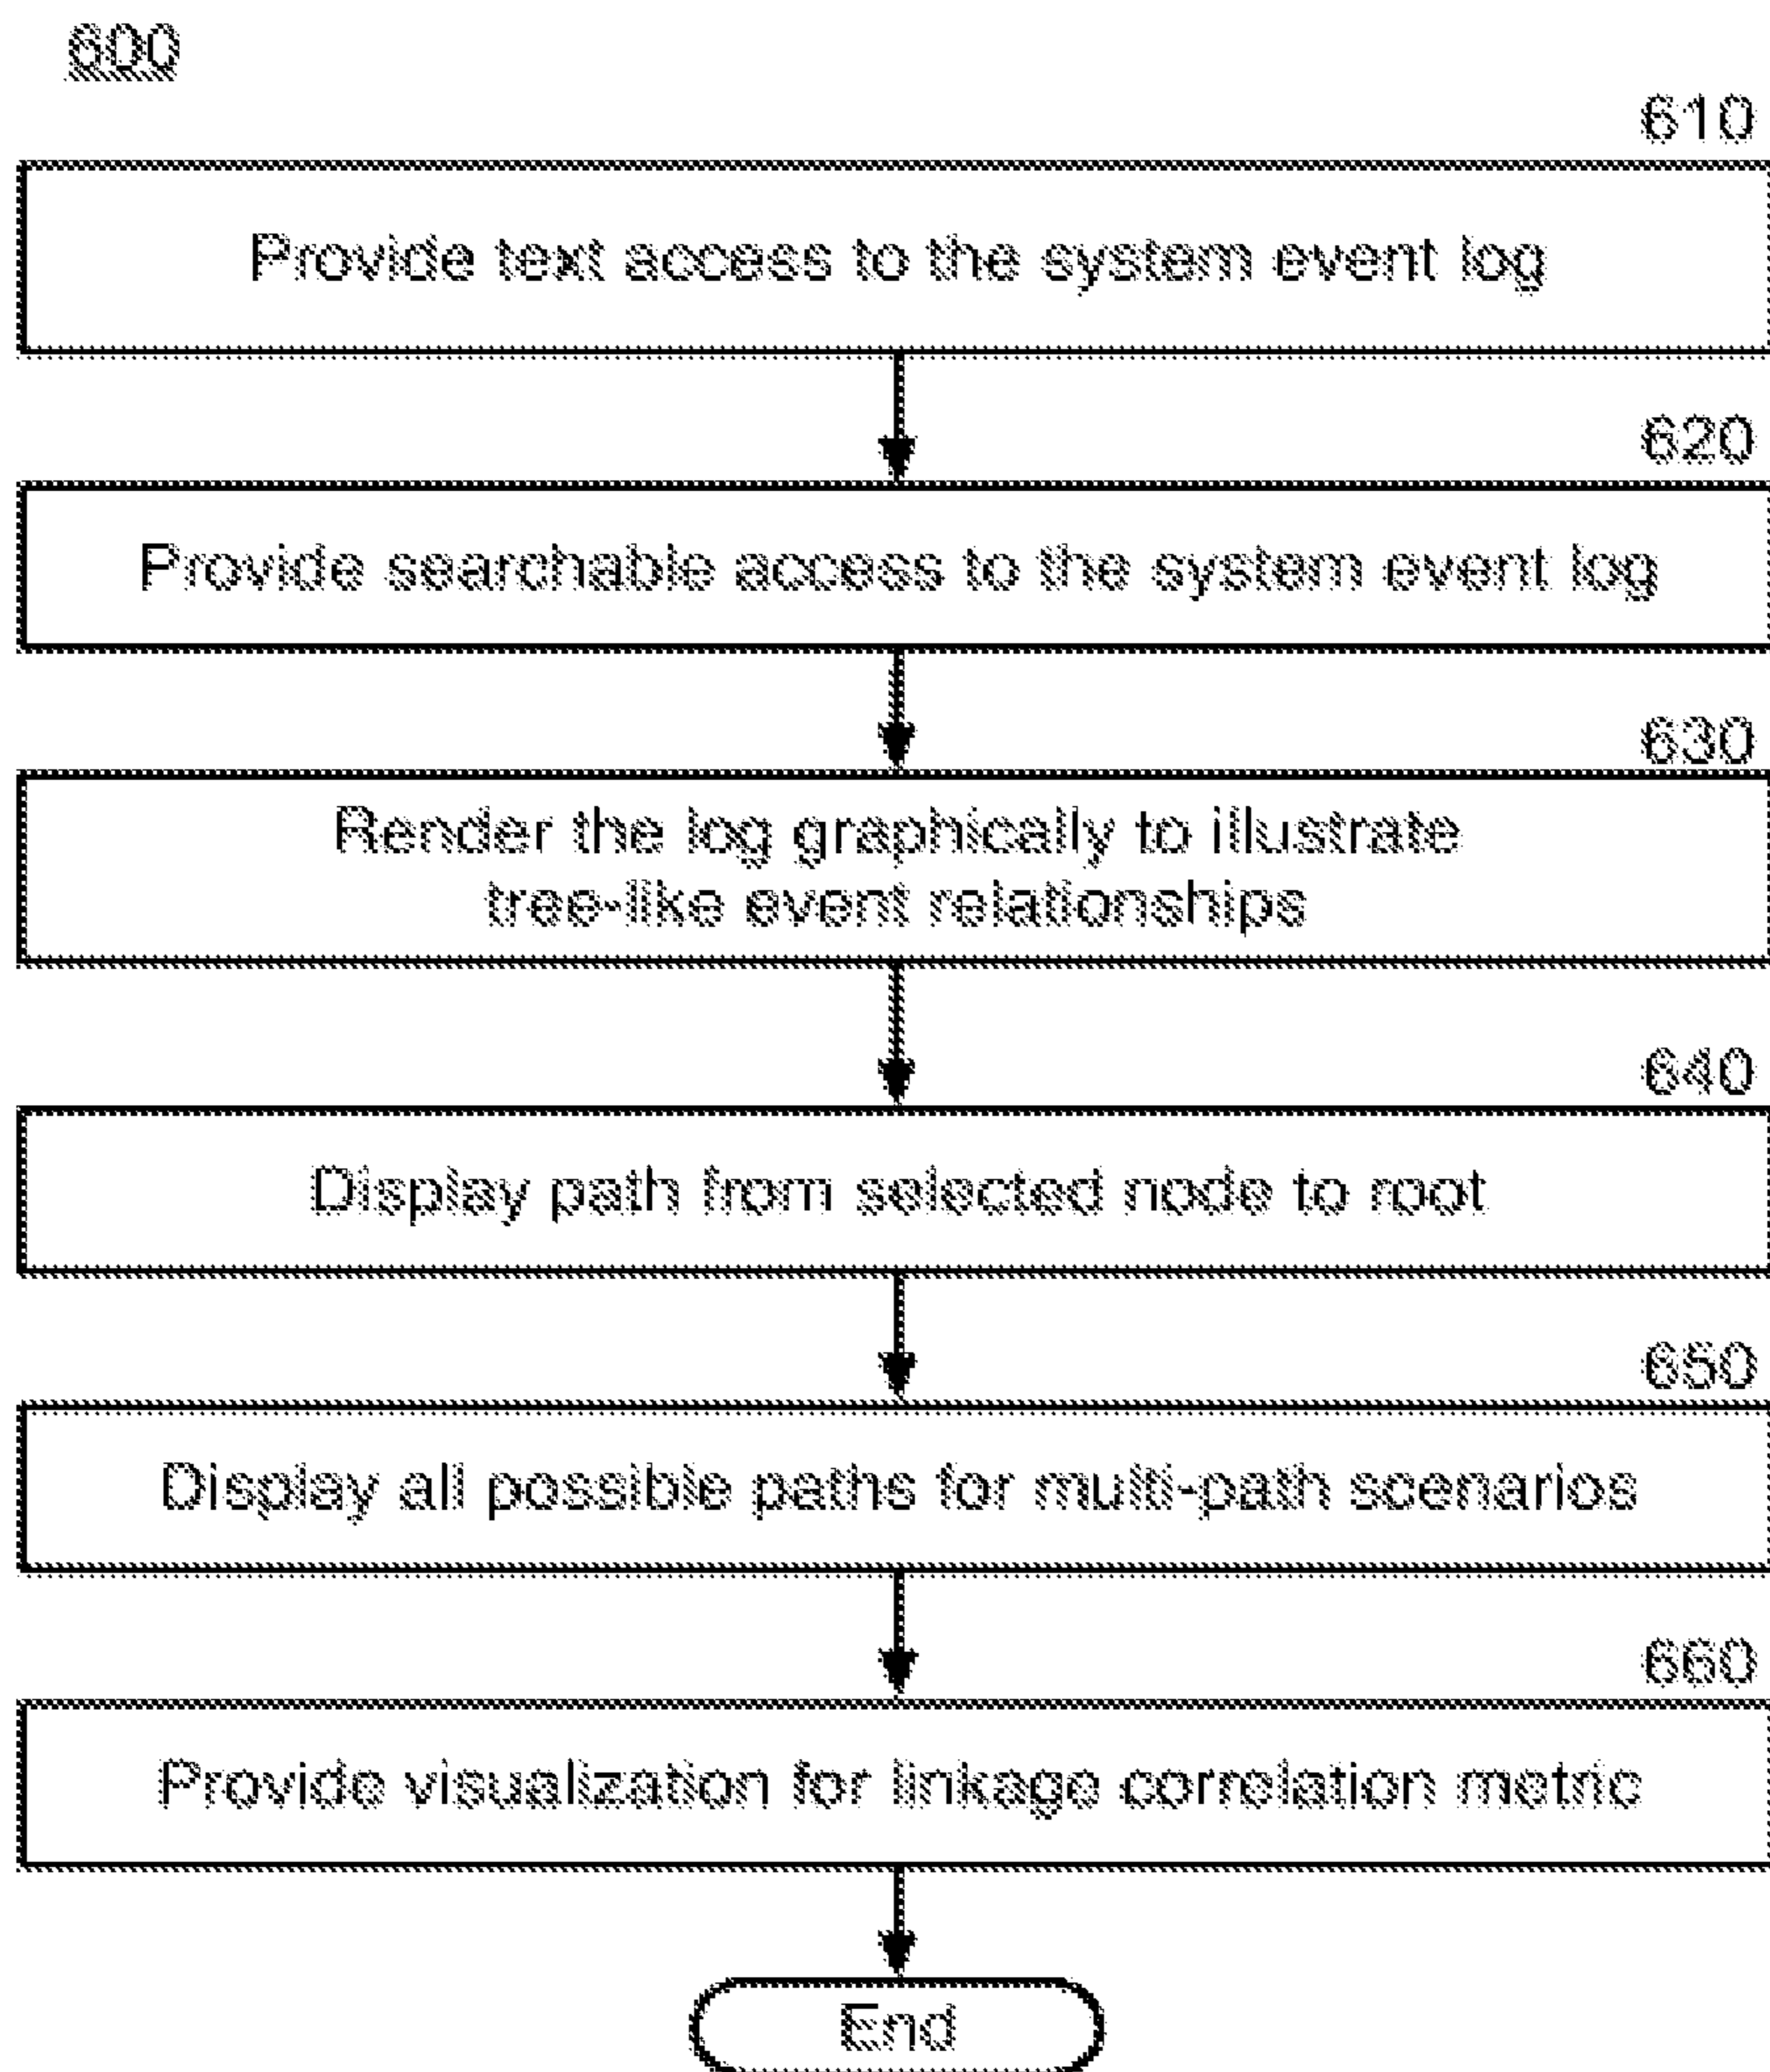 600
610
Provide text access to the system event log
620
Provide searchable access to the system event log
630
Render the log graphically to illustrate
tree-like event relationships
640
Display path from selected node to root
650
Display all possible paths for multi-path scenarios
660
Provide visualization for linkage correlation metric
End